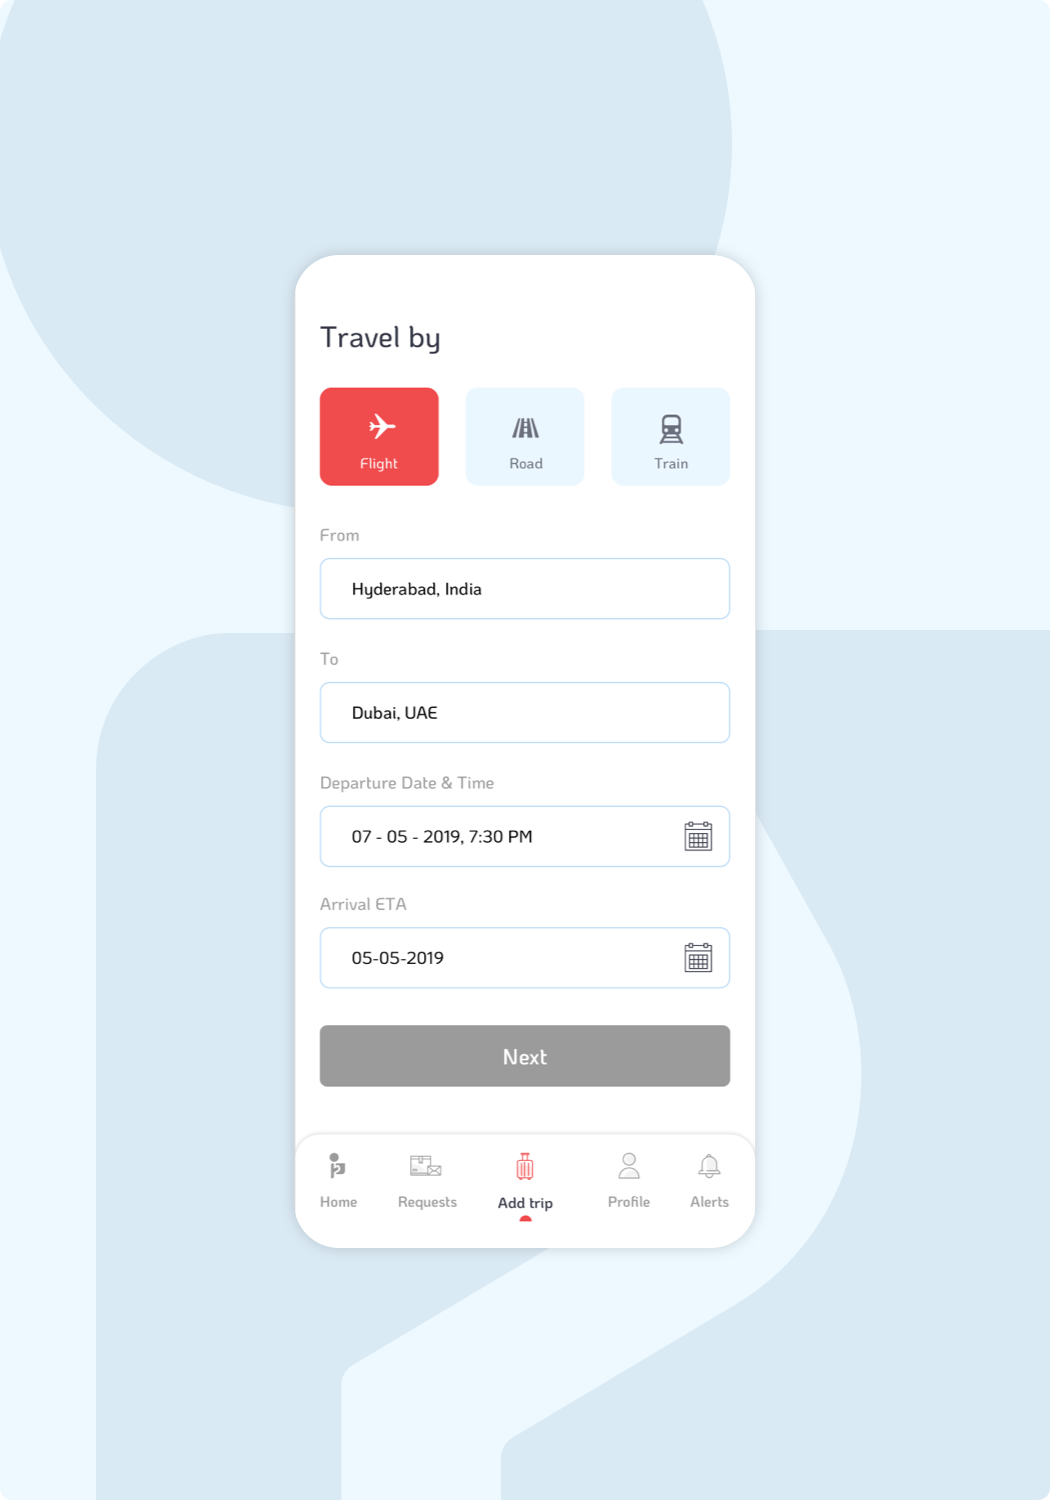 Travel by
Flight
Road
Train
From
Hyderabad, India
To
Dubai, UAE
Departure Date & Time
07 - 05 - 2019, 7:30 PM
Arrival ETA
05-05-2019
Next
Home
Requests
Add trip
Profile
Alerts